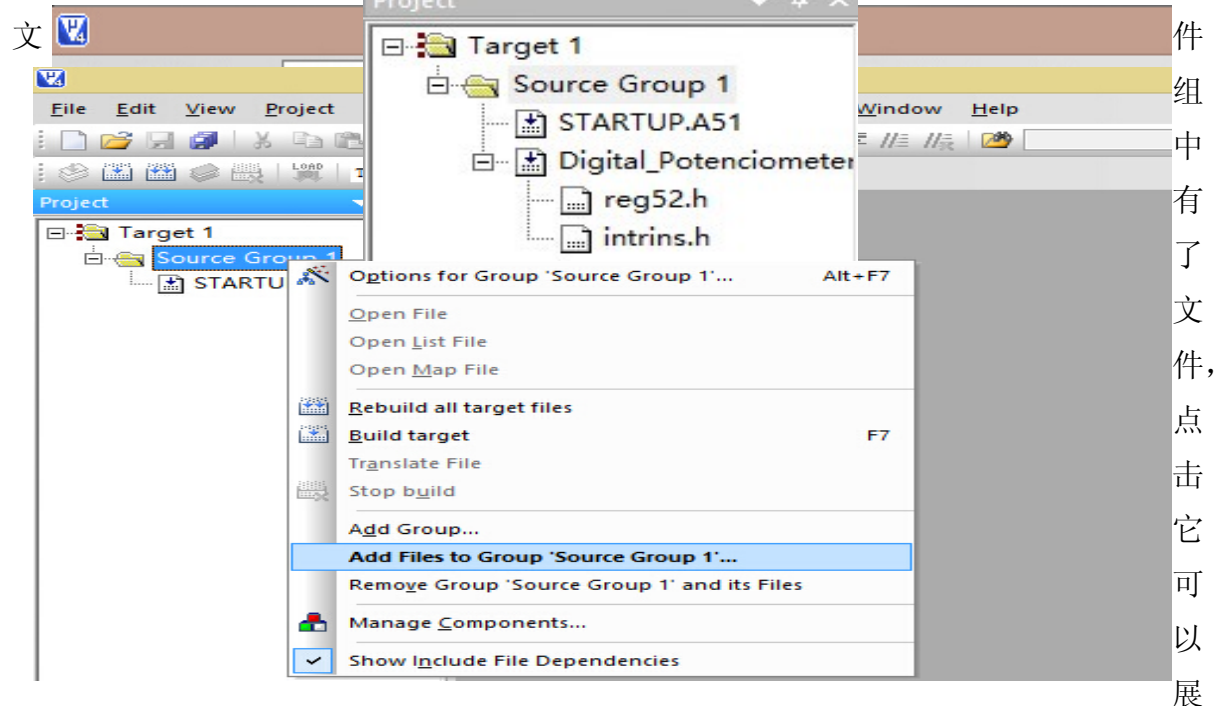 文
件
组
中
有
了
文
件，
点
击
它
可
以
展
Project
Target 1
Source Group 1
STARTUP.A51
Digital_Potenciometer
reg52.h
intrins.h
File Edit View Project
Window Help
LOAD
Project
Target 1
Source Group 1
STARTU
Options for Group 'Source Group 1'... Alt+F7
Open File
Open List File
Open Map File
Rebuild all target files
Build target F7
Translate File
Stop build
Add Group...
Add Files to Group 'Source Group 1'...
Remove Group 'Source Group 1' and its Files
Manage Components...
Show Include File Dependencies